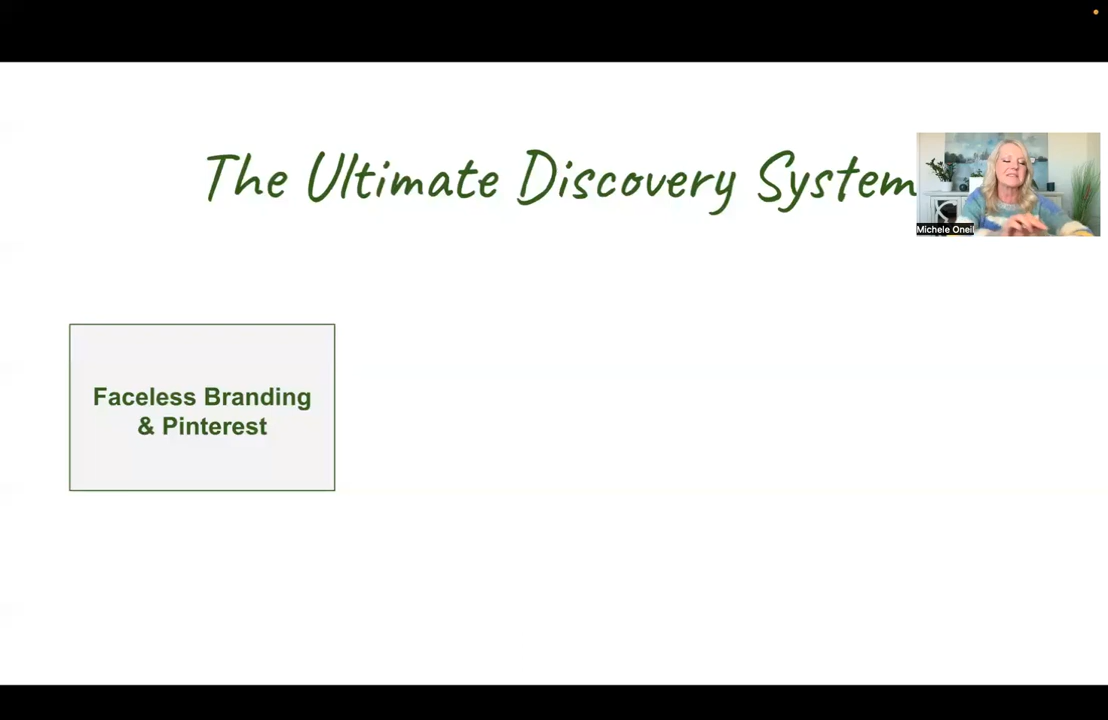 The Ultimate Discovery System
Michele Oneil
Faceless Branding
& Pinterest